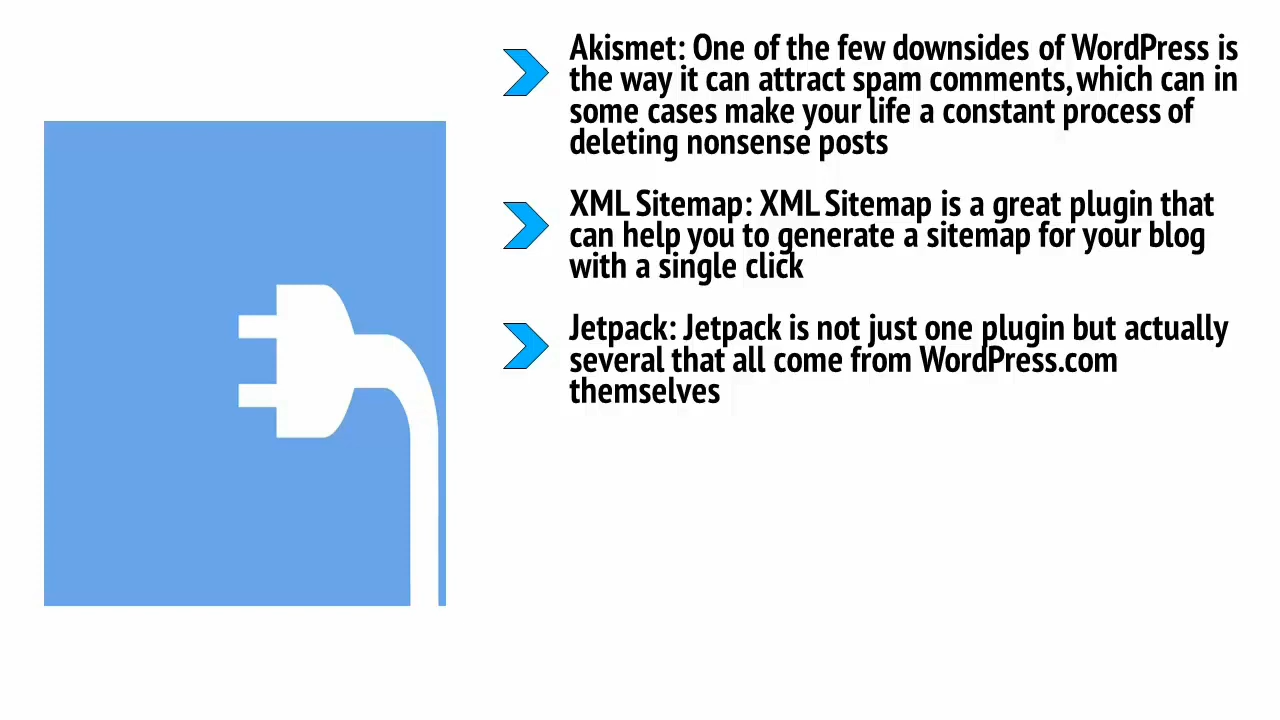 Akismet: One of the few downsides of WordPress is
the way it can attract spam comments, which can in
some cases make your life a constant process of
deleting nonsense posts
XML Sitemap: XML Sitemap is a great plugin that
can help you to generate a sitemap for your blog
with a single click
Jetpack: Jetpack is not just one plugin but actually
several that all come from WordPress.com
themselves